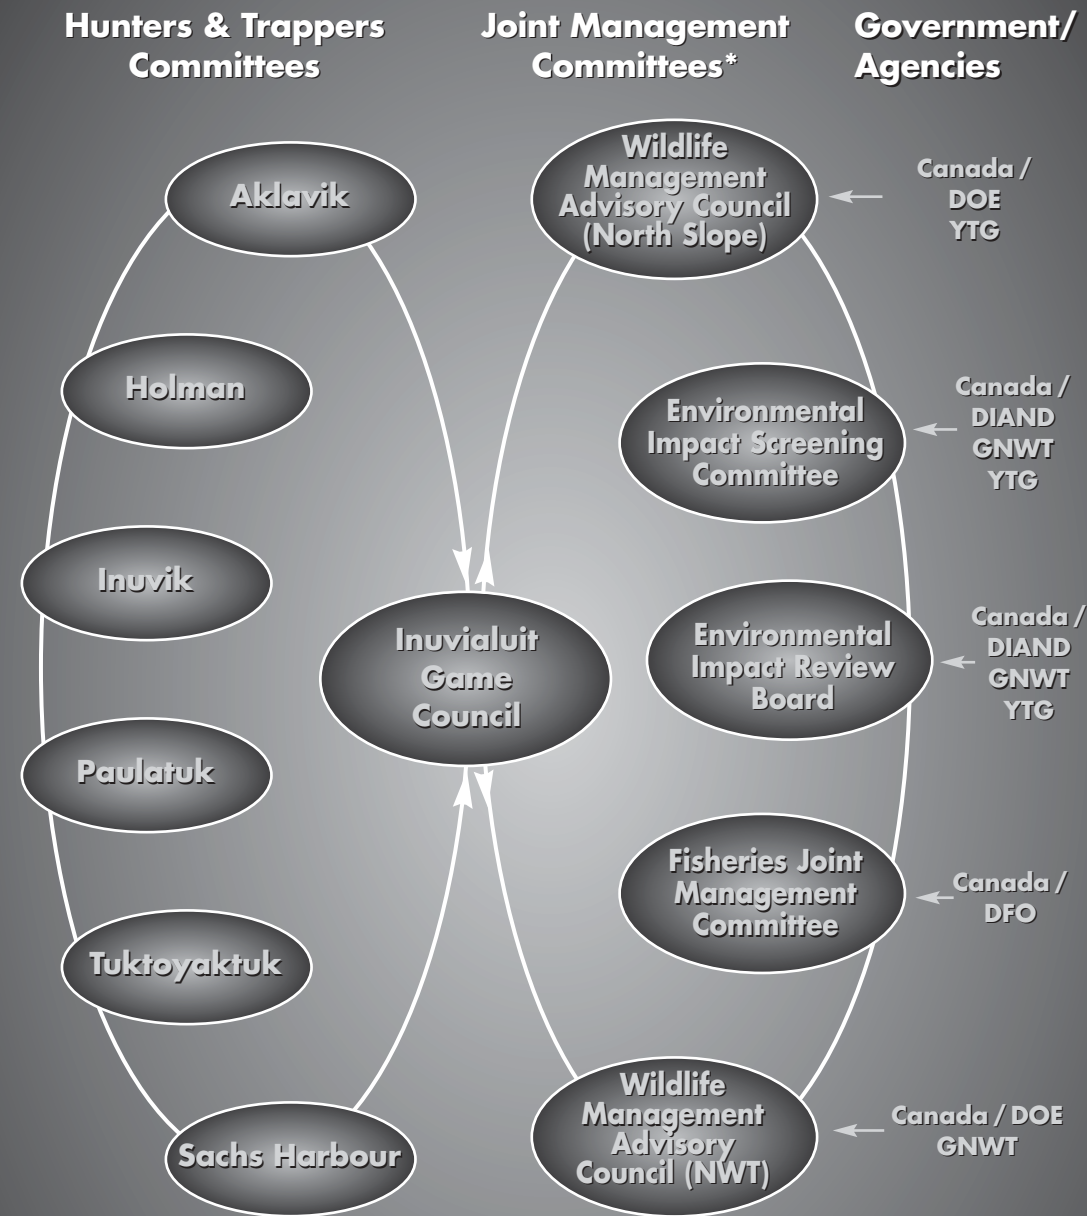 Hunters & Trappers
Committees
Joint Management
Committees*
Government/
Agencies
Aklavik
Holman
Inuvik
Paulatuk
Tuktoyaktuk
Sachs Harbour
Inuvialuit
Game
Council
Wildlife
Management
Advisory Council
(North Slope)
Canada /
DOE
YTG
Environmental
Impact Screening
Committee
Canada /
DIAND
GNWT
YTG
Environmental
Impact Review
Board
Canada /
DIAND
GNWT
YTG
Fisheries Joint
Management
Committee
Canada /
DFO
Wildlife
Management
Advisory
Council (NWT)
Canada / DOE
GNWT